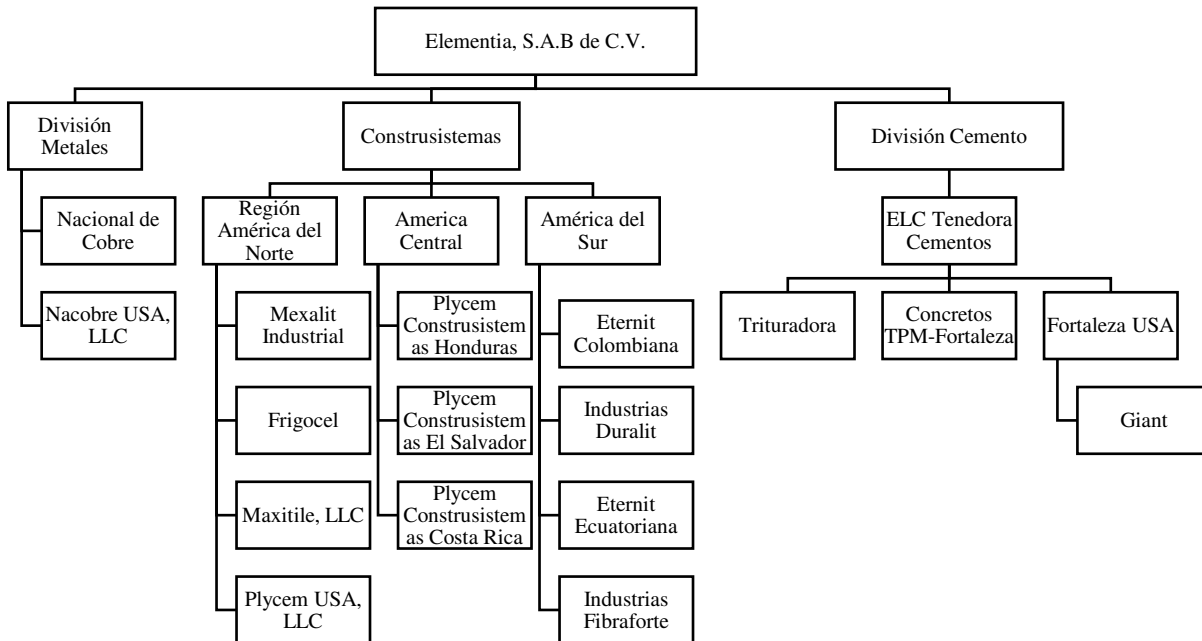 Elementia, S.A.B de C.V.
División
Metales
Construsistemas
División Cemento
Nacional de
Cobre
Nacobre USA,
LLC
Región
América del
Norte
America
Central
América del
Sur
ELC Tenedora
Cementos
Mexalit
Industrial
Frigocel
Maxitile, LLC
Plycem USA,
LLC
Plycem
Construsistem
as Honduras
Plycem
Construsistem
as El Salvador
Plycem
Construsistem
as Costa Rica
Eternit
Colombiana
Industrias
Duralit
Eternit
Ecuatoriana
Industrias
Fibraforte
Trituradora
Concretos
TPM-Fortaleza
Fortaleza USA
Giant